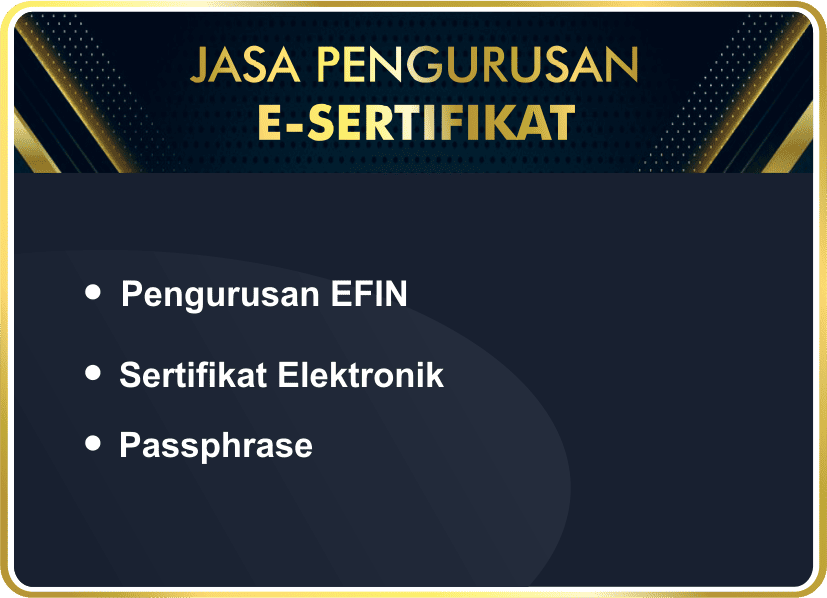 JASA PENGURUSAN
E-SERTIFIKAT
• Pengurusan EFIN
• Sertifikat Elektronik
• Passphrase